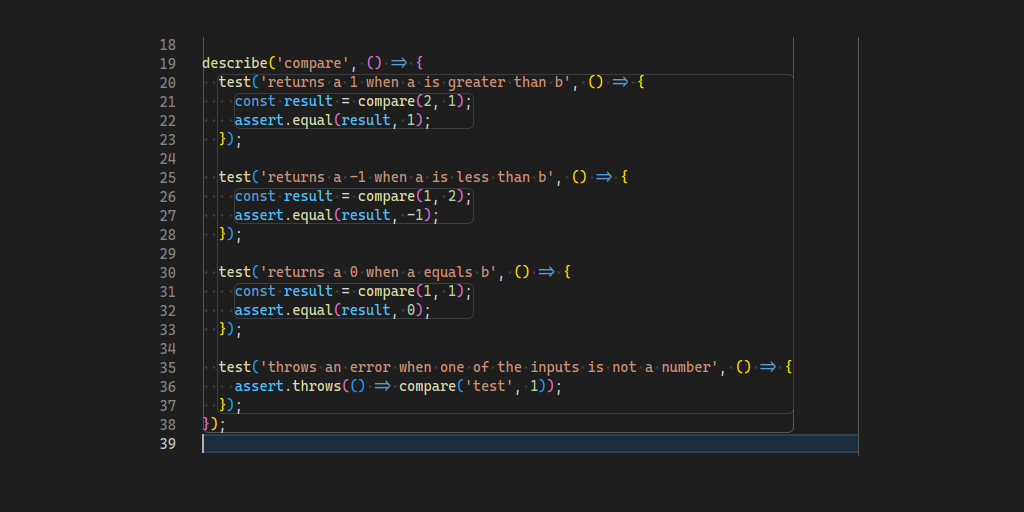 18
19 describe('compare', () => {
20   test('returns a 1 when a is greater than b', () => {
21     const result = compare(2, 1);
22     assert.equal(result, 1);
23   });
24
25   test('returns a -1 when a is less than b', () => {
26     const result = compare(1, 2);
27     assert.equal(result, -1);
28   });
29
30   test('returns a 0 when a equals b', () => {
31     const result = compare(1, 1);
32     assert.equal(result, 0);
33   });
34
35   test('throws an error when one of the inputs is not a number', () => {
36     assert.throws(() => compare('test', 1));
37   });
38 });
39